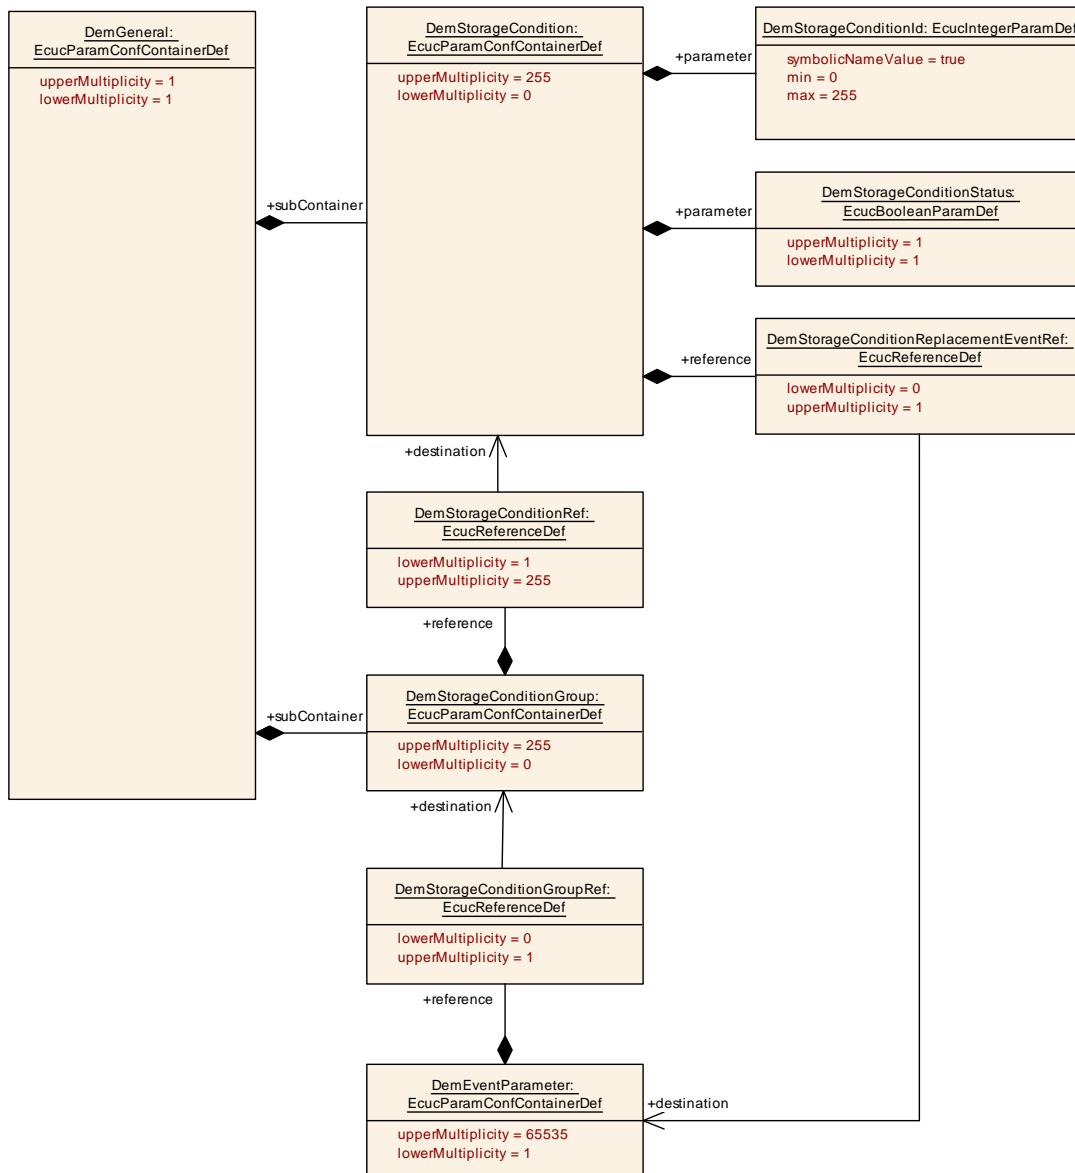 DemGeneral:
EcucParamConfContainerDef
upperMultiplicity = 1
lowerMultiplicity = 1
+subContainer
+subContainer
DemStorageCondition:
EcucParamConfContainerDef
upperMultiplicity = 255
lowerMultiplicity = 0
+parameter
DemStorageConditionId: EcucIntegerParamDef
symbolicNameValue = true
min = 0
max = 255
+parameter
DemStorageConditionStatus:
EcucBooleanParamDef
upperMultiplicity = 1
lowerMultiplicity = 1
+reference
DemStorageConditionReplacementEventRef:
EcucReferenceDef
lowerMultiplicity = 0
upperMultiplicity = 1
+destination
DemStorageConditionRef:
EcucReferenceDef
lowerMultiplicity = 1
upperMultiplicity = 255
+reference
DemStorageConditionGroup:
EcucParamConfContainerDef
upperMultiplicity = 255
lowerMultiplicity = 0
+destination
DemStorageConditionGroupRef:
EcucReferenceDef
lowerMultiplicity = 0
upperMultiplicity = 1
+reference
DemEventParameter:
EcucParamConfContainerDef
upperMultiplicity = 65535
lowerMultiplicity = 1
+destination